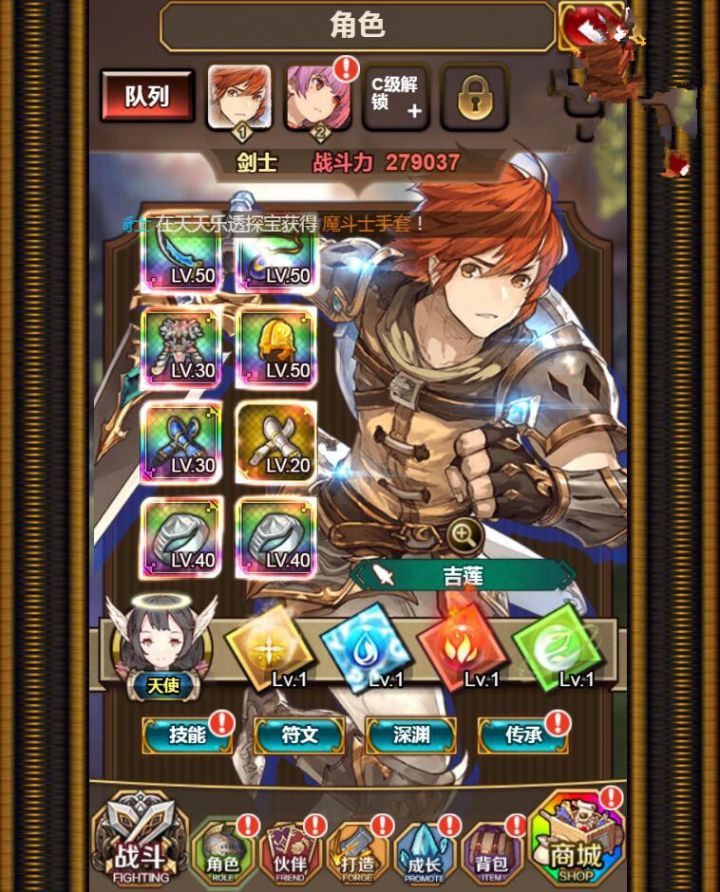 角色
队列
1
2
C级解
锁
剑士 战斗力 279037
在天天乐透探宝获得 魔斗士手套！
LV.50
LV.50
LV.30
LV.50
LV.30
LV.20
LV.40
LV.40
吉莲
天使
Lv.1
Lv.1
Lv.1
Lv.1
技能
符文
深渊
传承
战斗
FIGHTING
角色
ROLE
伙伴
FRIEND
打造
FORGE
成长
PROMOTE
背包
ITEM
商城
SHOP